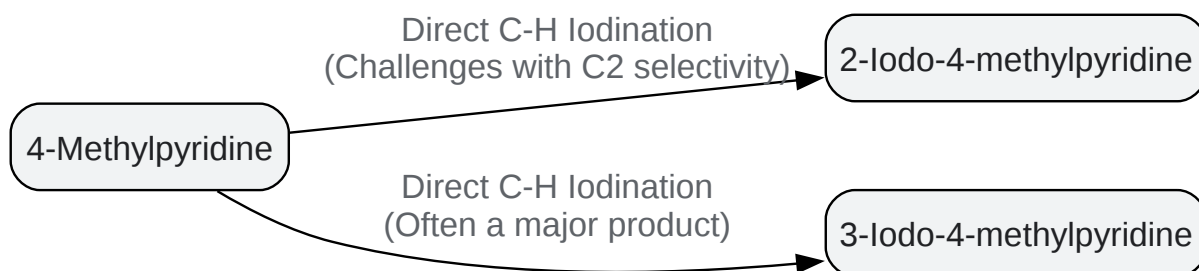 Direct C-H Iodination
(Challenges with C2 selectivity)
2-Iodo-4-methylpyridine
4-Methylpyridine
Direct C-H Iodination
(Often a major product)
3-Iodo-4-methylpyridine